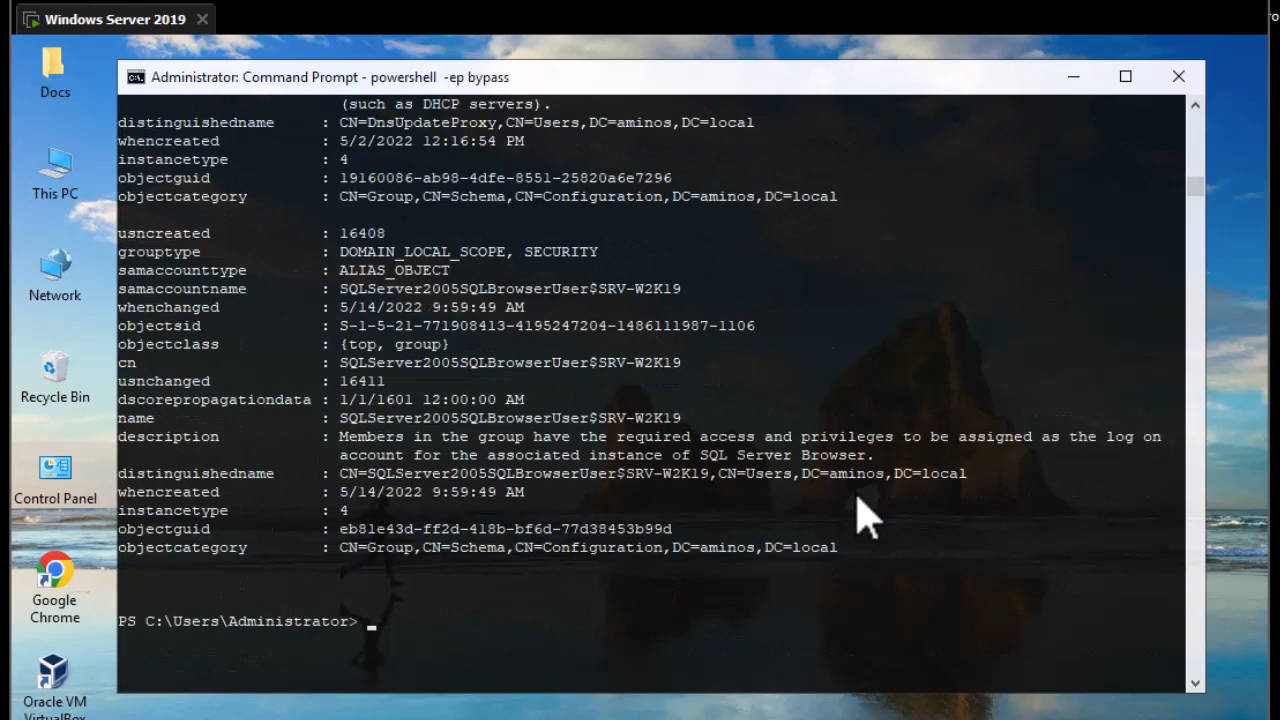 Windows Server 2019
Docs
This PC
Network
Recycle Bin
Control Panel
Google
Chrome
Oracle VM
VirtualBox
Administrator: Command Prompt - powershell  -ep bypass
(such as DHCP servers).
distinguishedname     : CN=DnsUpdateProxy,CN=Users,DC=aminos,DC=local
whencreated           : 5/2/2022 12:16:54 PM
instancetype          : 4
objectguid            : 19160086-ab98-4dfe-8551-25820a6e7296
objectcategory        : CN=Group,CN=Schema,CN=Configuration,DC=aminos,DC=local
usncreated            : 16408
grouptype             : DOMAIN_LOCAL_SCOPE, SECURITY
samaccounttype        : ALIAS_OBJECT
samaccountname        : SQLServer2005SQLBrowserUser$SRV-W2K19
whenchanged           : 5/14/2022 9:59:49 AM
objectsid             : S-1-5-21-771908413-4195247204-1486111987-1106
objectclass           : {top, group}
cn                    : SQLServer2005SQLBrowserUser$SRV-W2K19
usnchanged            : 16411
dscorepropagationdata : 1/1/1601 12:00:00 AM
name                  : SQLServer2005SQLBrowserUser$SRV-W2K19
description           : Members in the group have the required access and privileges to be assigned as the log on
account for the associated instance of SQL Server Browser.
distinguishedname     : CN=SQLServer2005SQLBrowserUser$SRV-W2K19,CN=Users,DC=aminos,DC=local
whencreated           : 5/14/2022 9:59:49 AM
instancetype          : 4
objectguid            : eb81e43d-ff2d-418b-bf6d-77d38453b99d
objectcategory        : CN=Group,CN=Schema,CN=Configuration,DC=aminos,DC=local
PS C:\Users\Administrator>